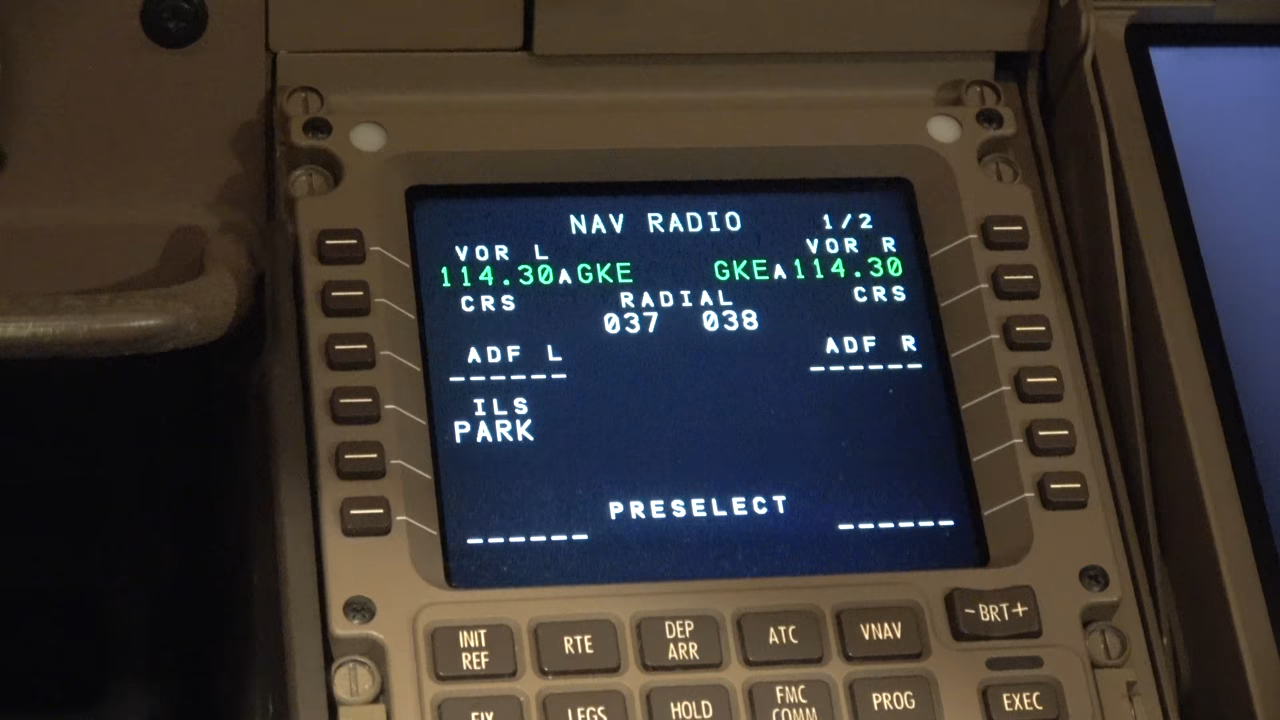 NAV RADIO 1/2
VOR L VOR R
114.30AGKE GKEA114.30
CRS RADIAL CRS
037 038
ADF L ADF R
------ ------
ILS
PARK
PRESELECT
------ ------
INIT REF RTE DEP ARR ATC VNAV -BRT+
FIX LEGS HOLD FMC COMM PROG EXEC